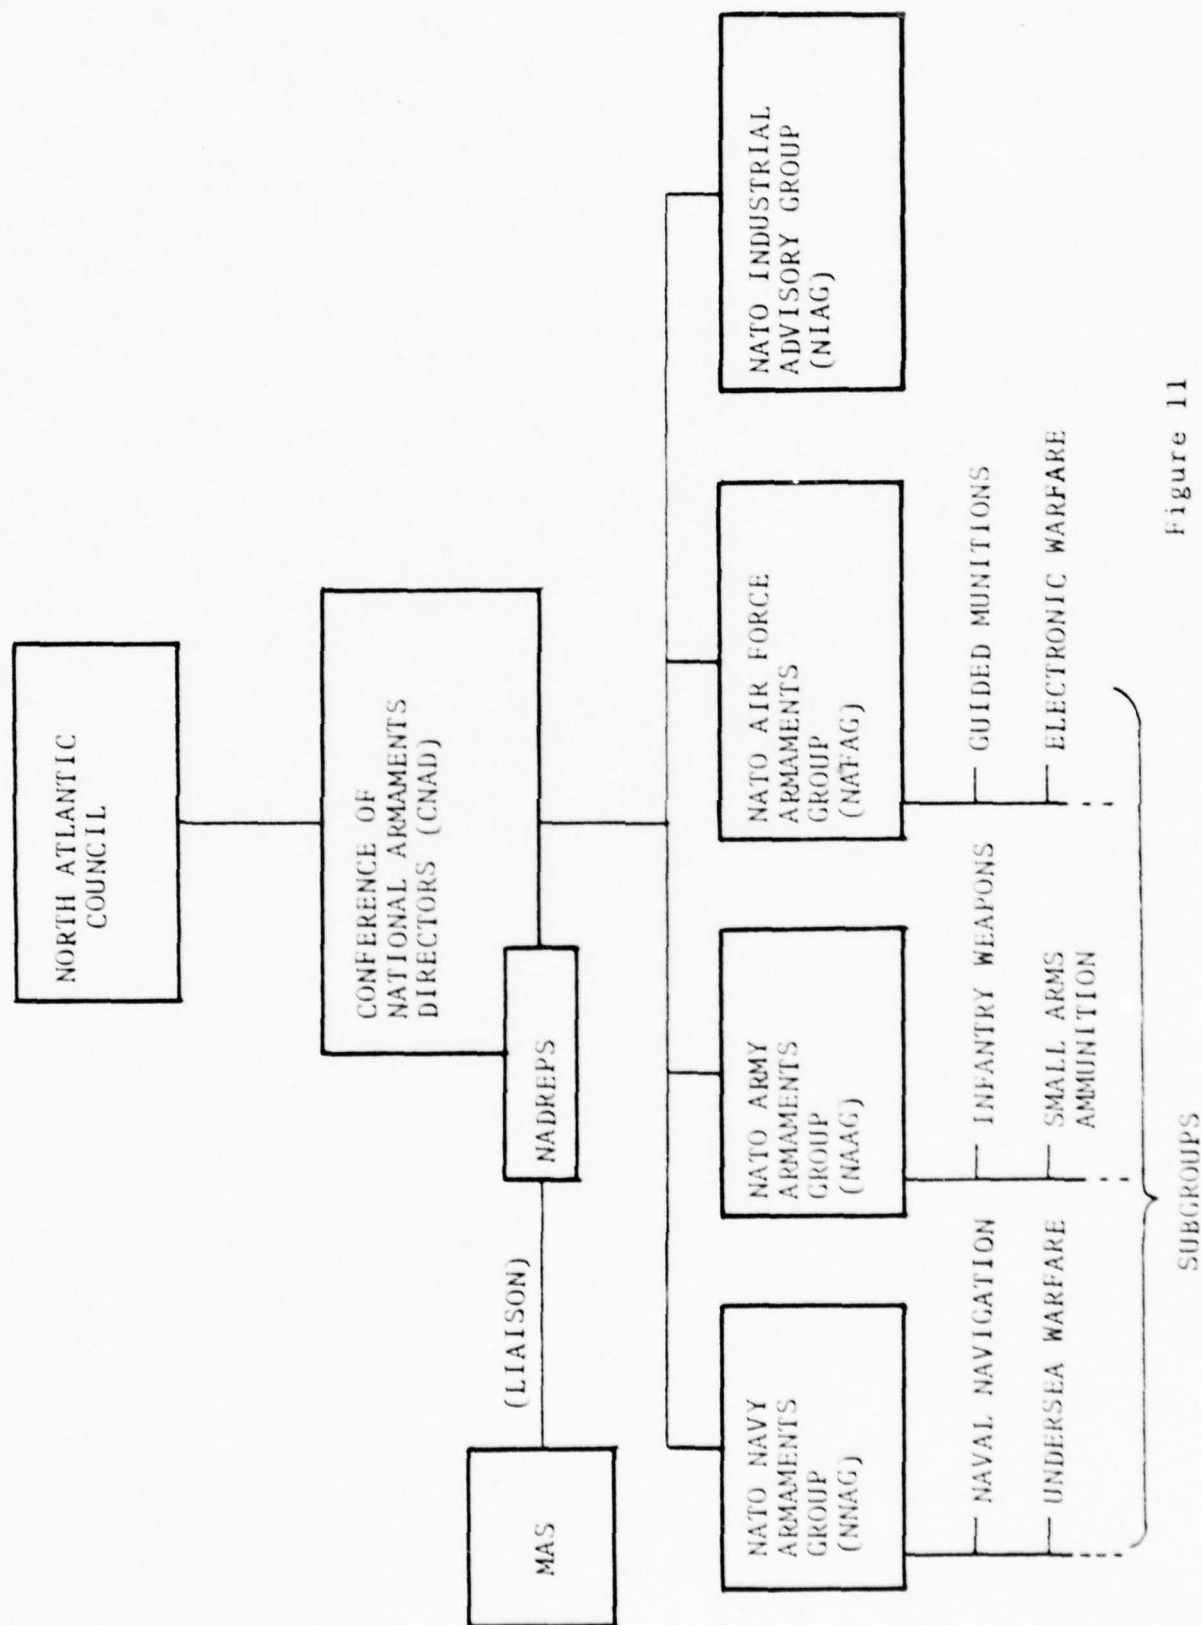 NORTH ATLANTIC
COUNCIL
CONFERENCE OF
NATIONAL ARMAMENTS
DIRECTORS (CNAD)
NADREPS
(LIAISON)
MAS
NATO NAVY
ARMAMENTS
GROUP
(NNAG)
NATO ARMY
ARMAMENTS
GROUP
(NAAG)
NATO AIR FORCE
ARMAMENTS
GROUP
(NAFAG)
NATO INDUSTRIAL
ADVISORY GROUP
(NIAG)
NAVAL NAVIGATION
UNDERSEA WARFARE
INFANTRY WEAPONS
SMALL ARMS
AMMUNITION
GUIDED MUNITIONS
ELECTRONIC WARFARE
SUBGROUPS
Figure 11